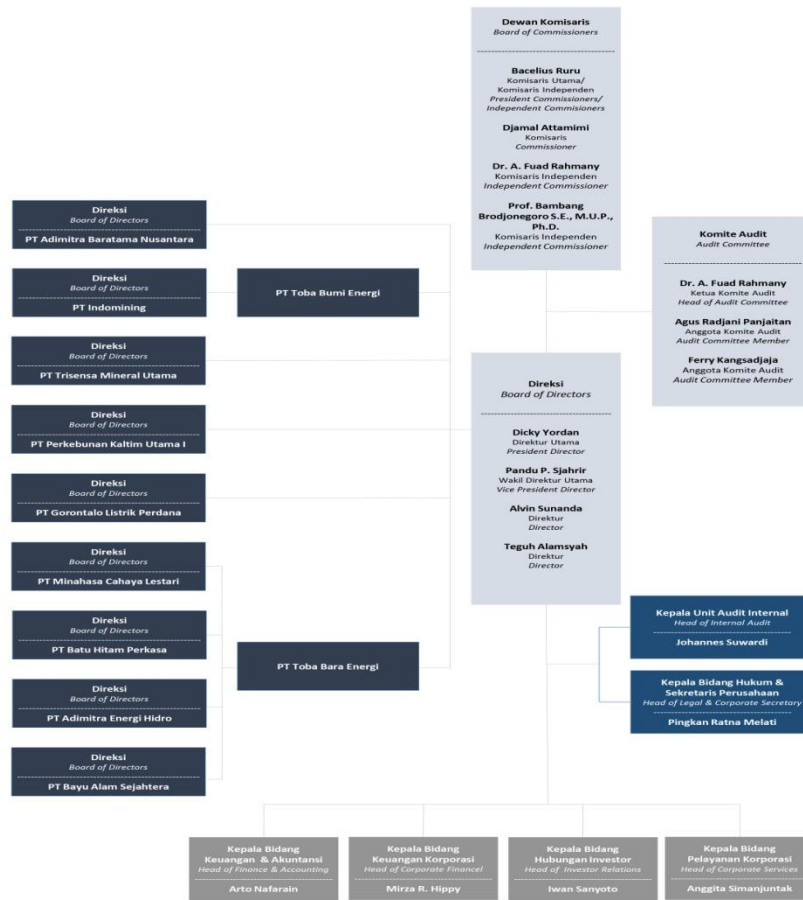 Dewan Komisaris
Board of Commissioners
Bacelius Ruru
Komisaris Utama/
Komisaris Independen
President Commissioners/
Independent Comisioners
Djamal Attamimi
Komisaris
Commissioner
Dr. A. Fuad Rahmany
Komisaris Independen
Independent Commissioner
Prof. Bambang
Brodjonegoro S.E., M.U.P.,
Ph.D.
Komisaris Independen
Independent Commissioner
Komite Audit
Audit Committee
Dr. A. Fuad Rahmany
Ketua Komite Audit
Head of Audit Committee
Agus Radjani Panjaitan
Anggota Komite Audit
Audit Committee Member
Ferry Kangsadjaja
Anggota Komite Audit
Audit Committee Member
Direksi
Board of Directors
PT Adimitra Baratama Nusantara
Direksi
Board of Directors
PT Indomining
PT Toba Bumi Energi
Direksi
Board of Directors
PT Trisensa Mineral Utama
Direksi
Board of Directors
PT Perkebunan Kaltim Utama I
Direksi
Board of Directors
PT Gorontalo Listrik Perdana
Direksi
Board of Directors
PT Minahasa Cahaya Lestari
Direksi
Board of Directors
PT Batu Hitam Perkasa
PT Toba Bara Energi
Direksi
Board of Directors
PT Adimitra Energi Hidro
Direksi
Board of Directors
PT Bayu Alam Sejahtera
Direksi
Board of Directors
Dicky Yordan
Direktur Utama
President Director
Pandu P. Sjahrir
Wakil Direktur Utama
Vice President Director
Alvin Sunanda
Direktur
Director
Teguh Alamsyah
Direktur
Director
Kepala Unit Audit Internal
Head of Internal Audit
Johannes Suwardi
Kepala Bidang Hukum &
Sekretaris Perusahaan
Head of Legal & Corporate Secretary
Pingkan Ratna Melati
Kepala Bidang
Keuangan & Akuntansi
Head of Finance & Accounting
Arto Nafarain
Kepala Bidang
Keuangan Korporasi
Head of Corporate Financel
Mirza R. Hippy
Kepala Bidang
Hubungan Investor
Head of Investor Relations
Iwan Sanyoto
Kepala Bidang
Pelayanan Korporasi
Head of Corporate Services
Anggita Simanjuntak